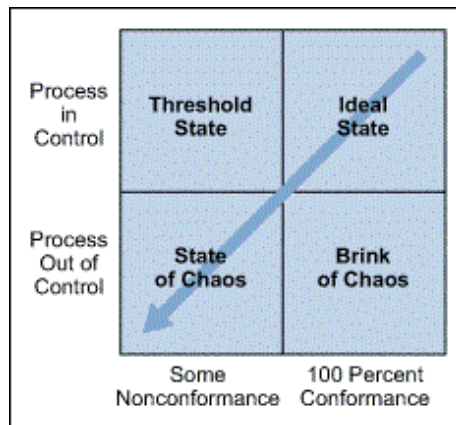 Process
in
Control
Threshold
State
Ideal
State
Process
Out of
Control
State
of Chaos
Brink
of Chaos
Some
Nonconformance
100 Percent
Conformance